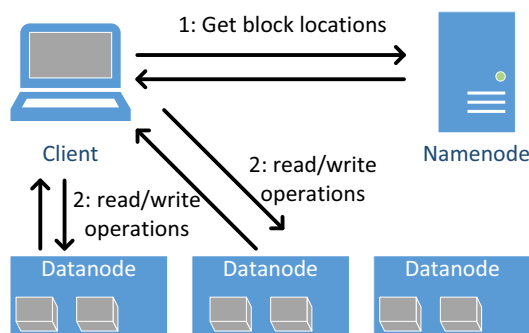 1: Get block locations
Client
Namenode
2: read/write
operations
2: read/write
operations
Datanode
Datanode
Datanode